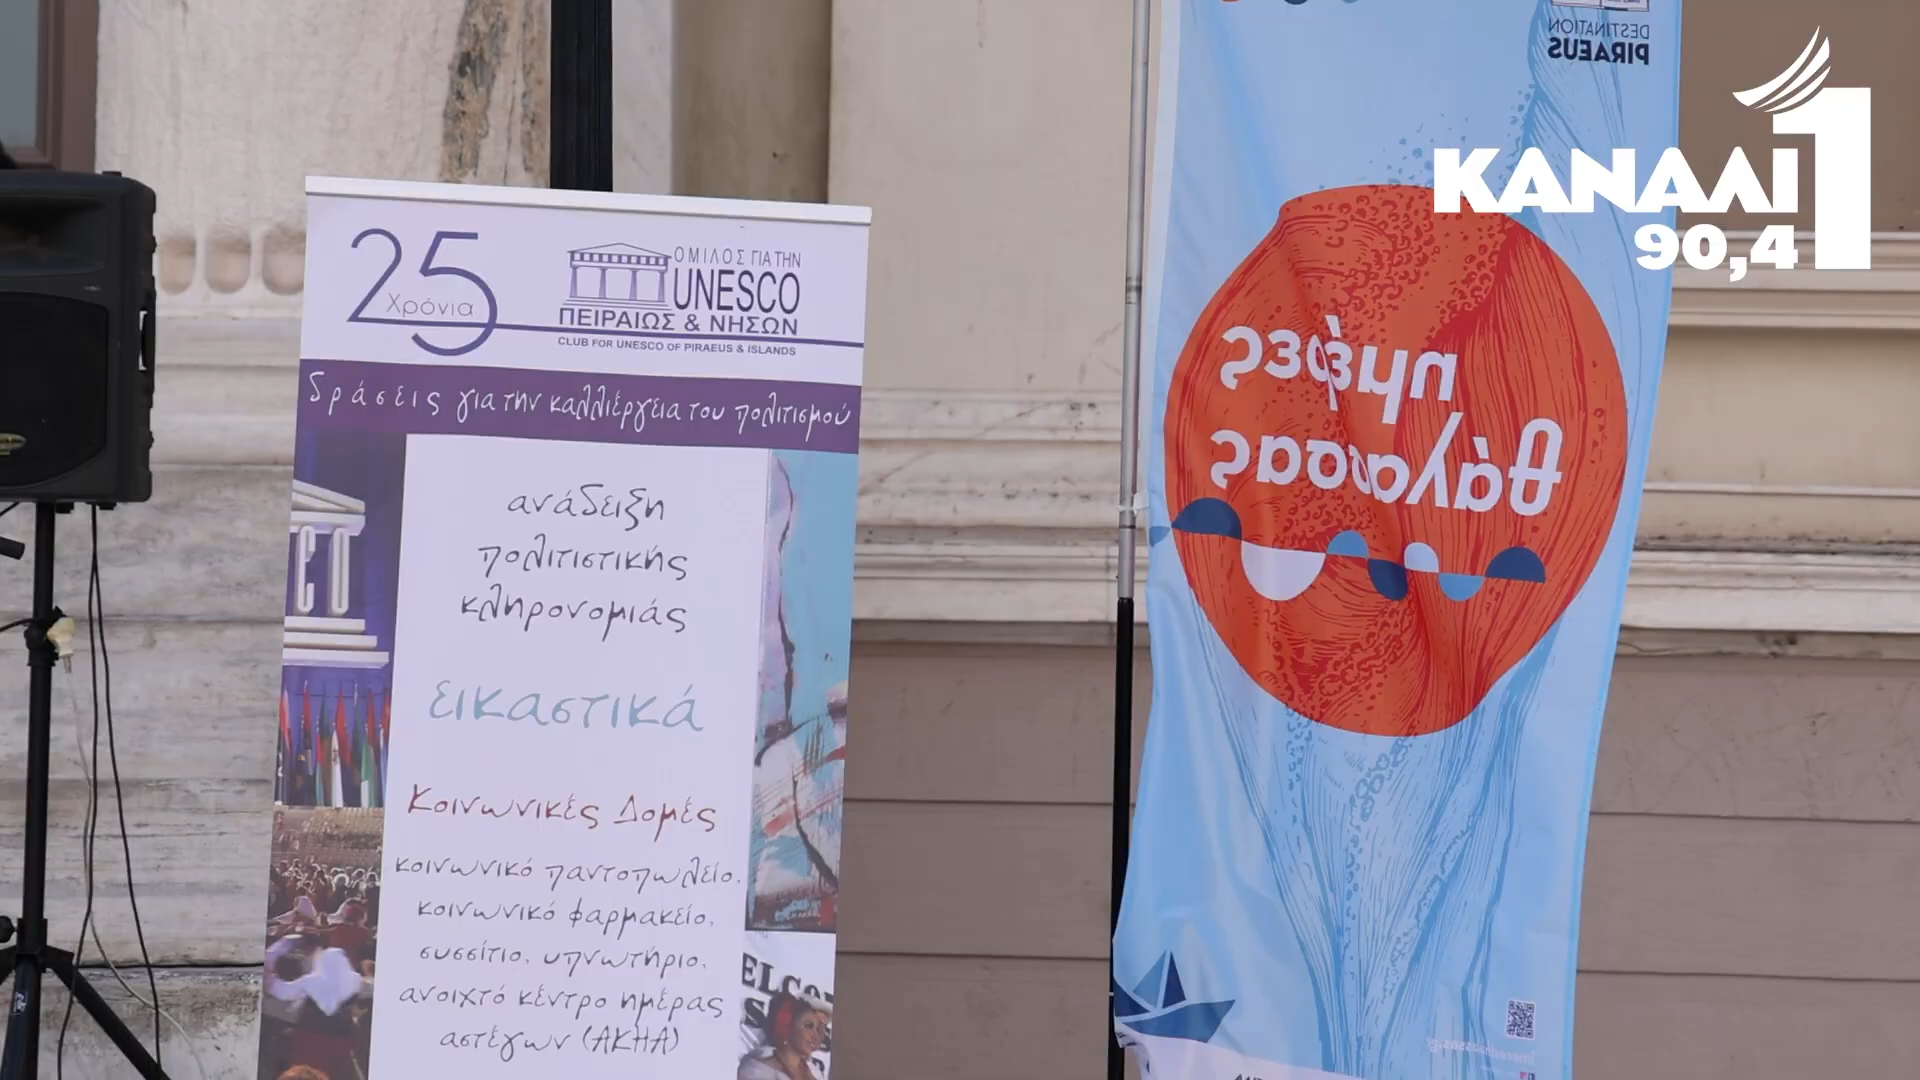 25
Χρόνια
ΟΜΙΛΟΣ ΓΙΑ ΤΗΝ
UNESCO
ΠΕΙΡΑΙΩΣ & ΝΗΣΩΝ
CLUB FOR UNESCO OF PIRAEUS & ISLANDS
δράσεις για την καλλιέργεια του πολιτισμού
ανάδειξη
πολιτιστικής
κληρονομιάς
εικαστικά
Κοινωνικές Δομές
κοινωνικό παντοπωλείο,
κοινωνικό φαρμακείο,
συσσίτιο, υπνωτήριο,
ανοιχτό κέντρο ημέρας
αστέγων (ΑΚΗΑ)
DESTINATION
PIRAEUS
ημέρες
θάλασσας
ΚΑΝΑΛΙ 1
90,4